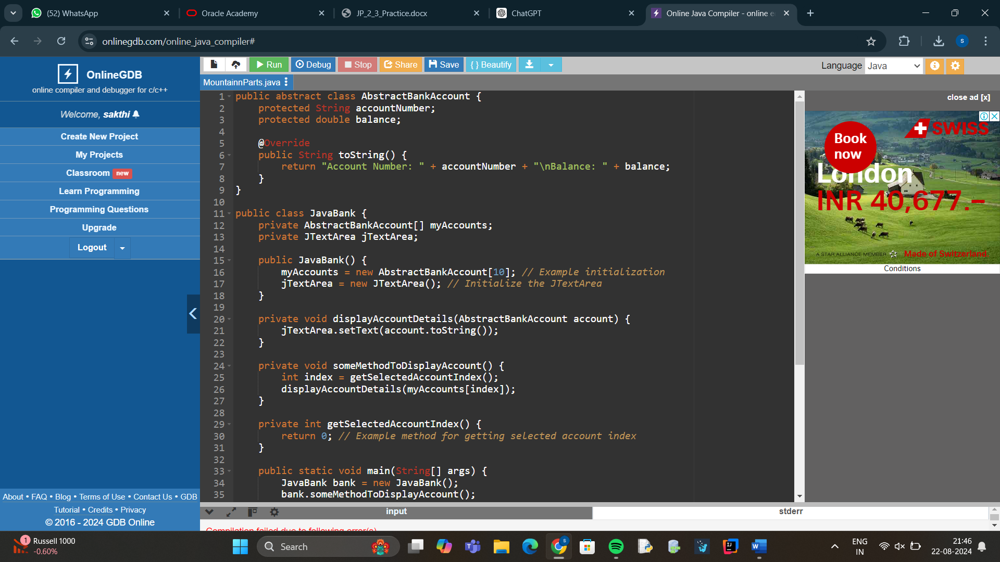 (52) WhatsApp
Oracle Academy
JP_2_3_Practice.docx
ChatGPT
Online Java Compiler - online e
onlinegdb.com/online_java_compiler#
S
OnlineGDB
online compiler and debugger for c/c++
Welcome, sakthi
Create New Project
My Projects
Classroom new
Learn Programming
Programming Questions
Upgrade
Logout
About • FAQ • Blog • Terms of Use • Contact Us • GDB
Tutorial • Credits • Privacy
© 2016 - 2024 GDB Online
Run
Debug
Stop
Share
Save
{ } Beautify
Language Java
MountainnParts.java
1 public abstract class AbstractBankAccount {
2 protected String accountNumber;
3 protected double balance;
4
5 @Override
6 public String toString() {
7 return "Account Number: " + accountNumber + "\nBalance: " + balance;
8 }
9 }
10
11 public class JavaBank {
12 private AbstractBankAccount[] myAccounts;
13 private JTextArea jTextArea;
14
15 public JavaBank() {
16 myAccounts = new AbstractBankAccount[10]; // Example initialization
17 jTextArea = new JTextArea(); // Initialize the JTextArea
18 }
19
20 private void displayAccountDetails(AbstractBankAccount account) {
21 jTextArea.setText(account.toString());
22 }
23
24 private void someMethodToDisplayAccount() {
25 int index = getSelectedAccountIndex();
26 displayAccountDetails(myAccounts[index]);
27 }
28
29 private int getSelectedAccountIndex() {
30 return 0; // Example method for getting selected account index
31 }
32
33 public static void main(String[] args) {
34 JavaBank bank = new JavaBank();
35 bank.someMethodToDisplayAccount();
close ad [x]
SWISS
Book
now
London
INR 40,677.–
A STAR ALLIANCE MEMBER
Made of Switzerland.
Conditions
input
stderr
Compilation failed due to following error(s).
1
Russell 1000
-0.60%
Search
ENG
IN
21:46
22-08-2024